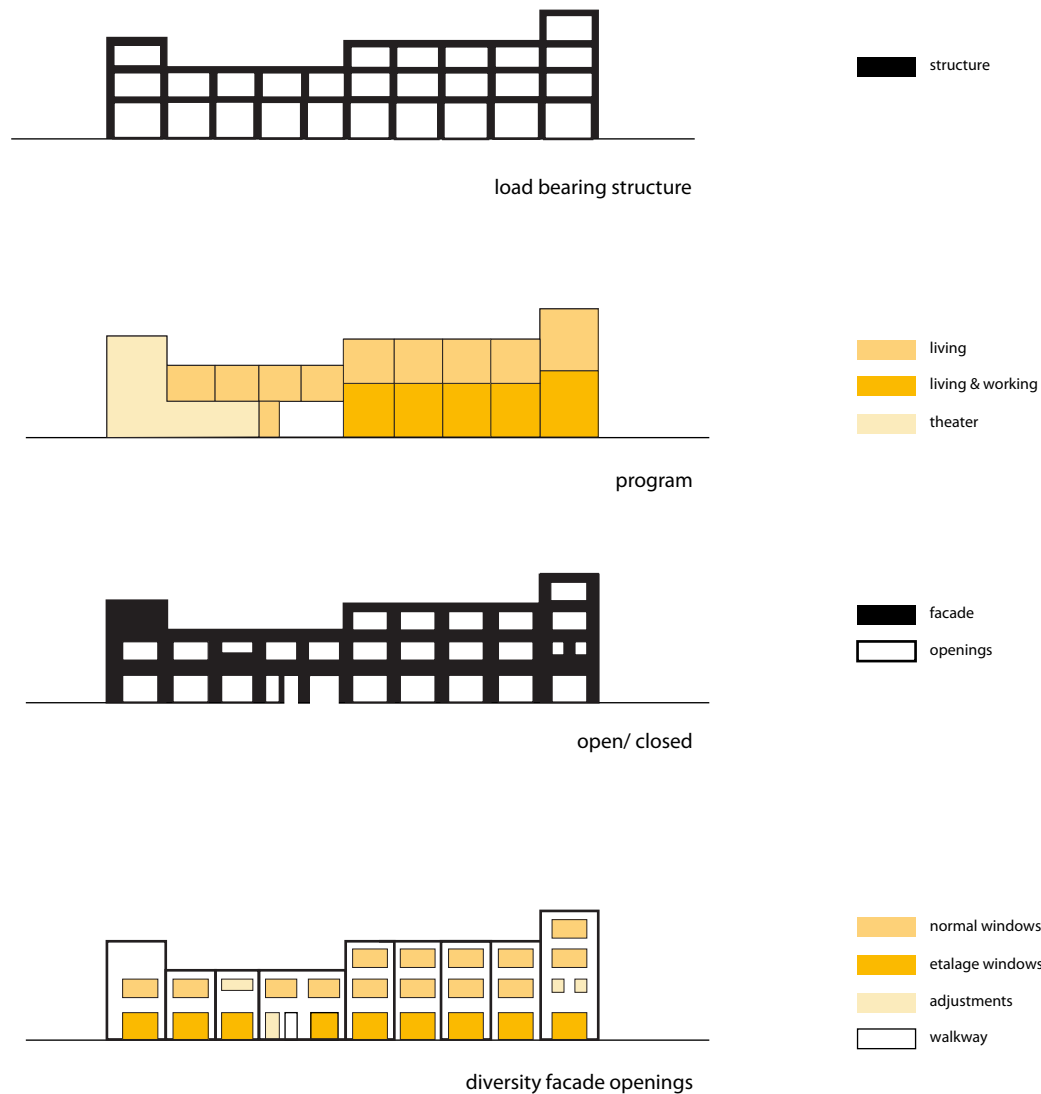 structure
load bearing structure
living
living & working
theater
program
facade
openings
open/ closed
normal windows
etalage windows
adjustments
walkway
diversity facade openings